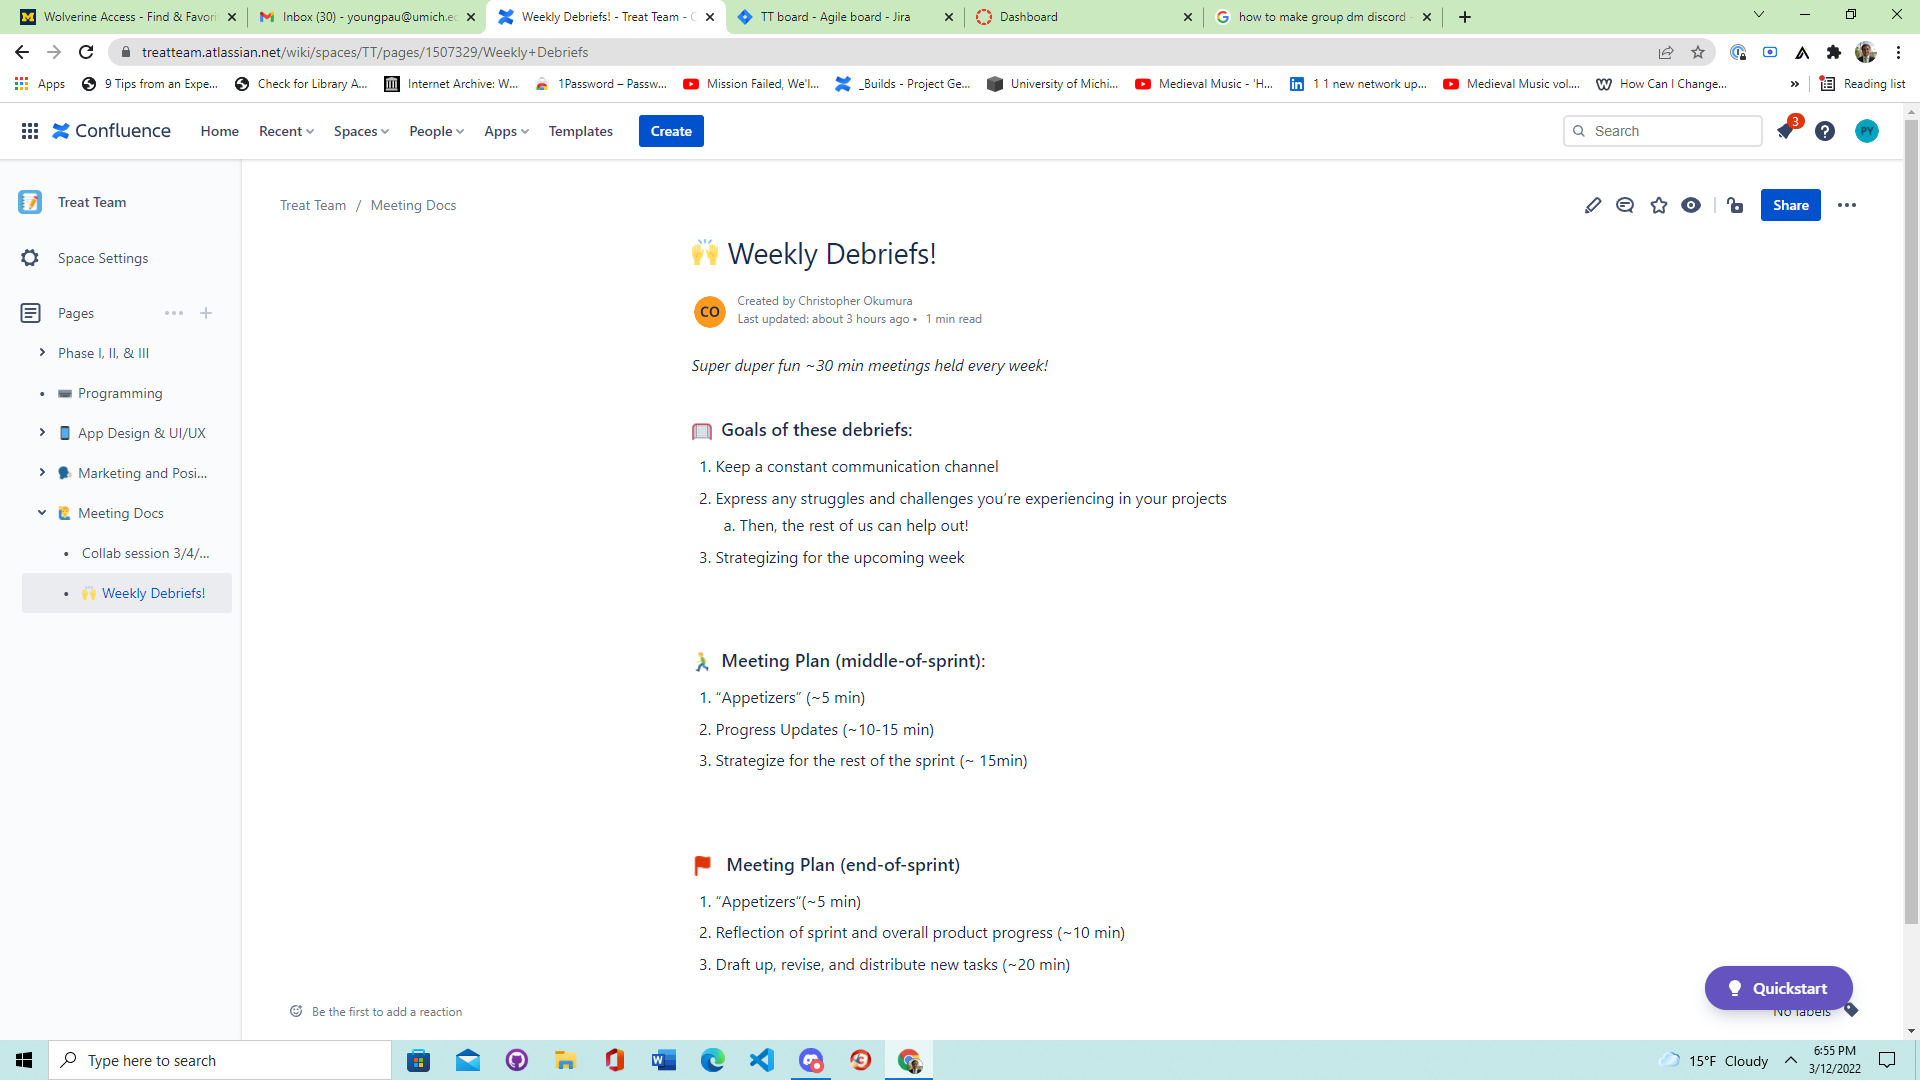 Wolverine Access - Find & Favori
Inbox (30) - youngpau@umich.ec
Weekly Debriefs! - Treat Team - C
TT board - Agile board - Jira
Dashboard
how to make group dm discord -
treatteam.atlassian.net/wiki/spaces/TT/pages/1507329/Weekly+Debriefs
Apps
9 Tips from an Expe...
Check for Library A...
Internet Archive: W...
1Password – Passw...
Mission Failed, We'l...
_Builds - Project Ge...
University of Michi...
Medieval Music - 'H...
1 1 new network up...
Medieval Music vol....
How Can I Change...
»
Reading list
Confluence
Home
Recent
Spaces
People
Apps
Templates
Create
Search
3
PY
Treat Team
Space Settings
Pages
Phase I, II, & III
Programming
App Design & UI/UX
Marketing and Posi...
Meeting Docs
Collab session 3/4/...
Weekly Debriefs!
Treat Team / Meeting Docs
Share
Weekly Debriefs!
CO
Created by Christopher Okumura
Last updated: about 3 hours ago • 1 min read
Super duper fun ~30 min meetings held every week!
Goals of these debriefs:
1. Keep a constant communication channel
2. Express any struggles and challenges you’re experiencing in your projects
a. Then, the rest of us can help out!
3. Strategizing for the upcoming week
Meeting Plan (middle-of-sprint):
1. “Appetizers” (~5 min)
2. Progress Updates (~10-15 min)
3. Strategize for the rest of the sprint (~ 15min)
Meeting Plan (end-of-sprint)
1. “Appetizers”(~5 min)
2. Reflection of sprint and overall product progress (~10 min)
3. Draft up, revise, and distribute new tasks (~20 min)
Be the first to add a reaction
Quickstart
No labels
Type here to search
15°F Cloudy
6:55 PM
3/12/2022